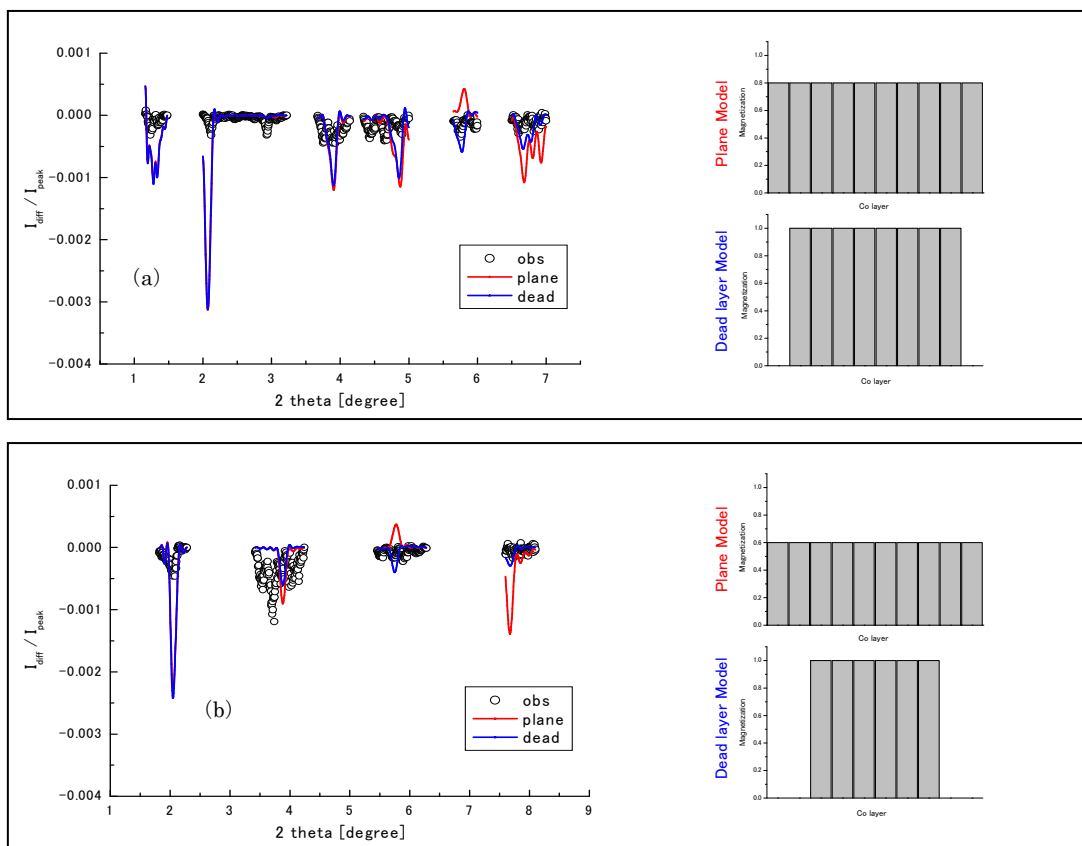 0.001
0.000
-0.001
-0.002
-0.003
-0.004
I_diff / I_peak
(a)
obs
plane
dead
1 2 3 4 5 6 7
2 theta [degree]
Plane Model
Magnetization
1.0
0.8
0.6
0.4
0.2
0.0
Co layer
Dead layer Model
Magnetization
1.0
0.8
0.6
0.4
0.2
0.0
Co layer
0.001
0.000
-0.001
-0.002
-0.003
-0.004
I_diff / I_peak
(b)
obs
plane
dead
1 2 3 4 5 6 7 8 9
2 theta [degree]
Plane Model
Magnetization
1.0
0.8
0.6
0.4
0.2
0.0
Co layer
Dead layer Model
Magnetization
1.0
0.8
0.6
0.4
0.2
0.0
Co layer